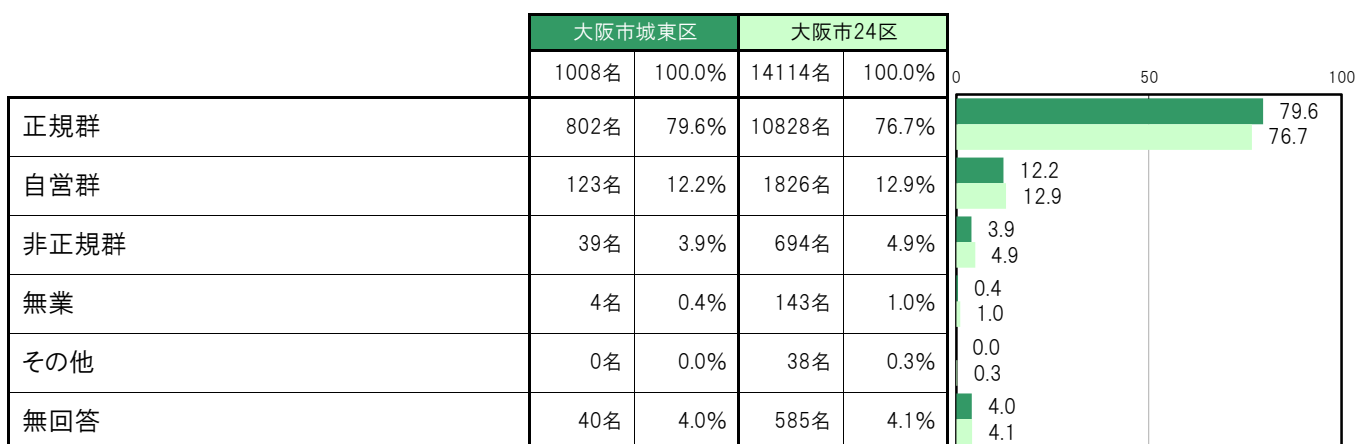 大阪市城東区 大阪市24区
1008名 100.0% 14114名 100.0% 0 50 100
正規群 802名 79.6% 10828名 76.7% 79.6
76.7
自営群 123名 12.2% 1826名 12.9% 12.2
12.9
非正規群 39名 3.9% 694名 4.9% 3.9
4.9
無業 4名 0.4% 143名 1.0% 0.4
1.0
その他 0名 0.0% 38名 0.3% 0.0
0.3
無回答 40名 4.0% 585名 4.1% 4.0
4.1